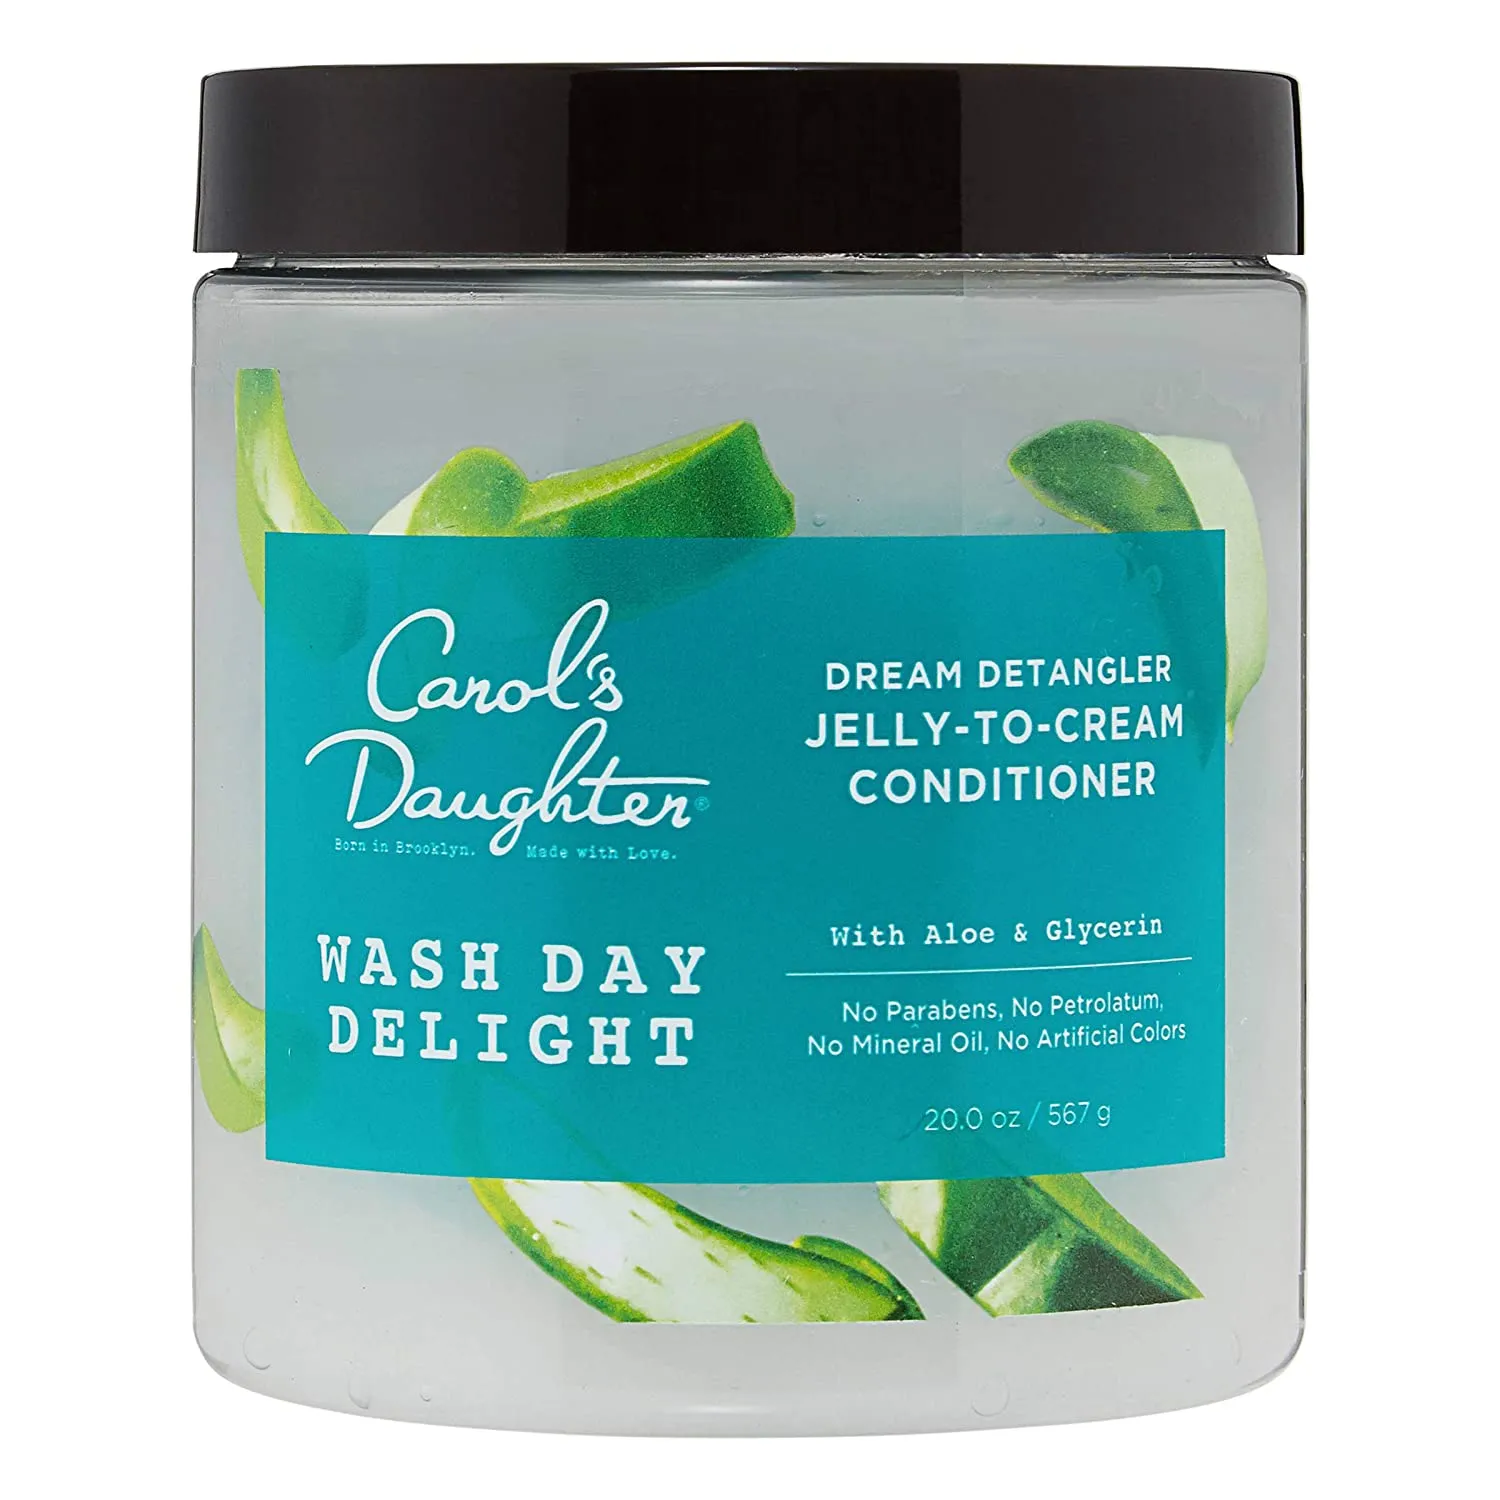 Carol's
Daughter®
Born in Brooklyn. Made with Love.
WASH DAY
DELIGHT
DREAM DETANGLER
JELLY-TO-CREAM
CONDITIONER
With Aloe & Glycerin
No Parabens, No Petrolatum,
No Mineral Oil, No Artificial Colors
20.0 oz / 567 g